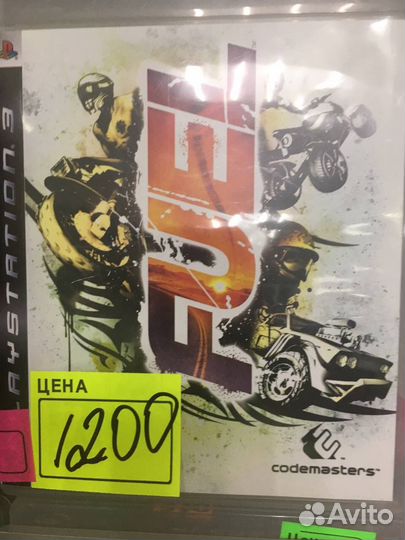 PLAYSTATION 3
FUEL
ЦЕНА
1200
codemasters
Avito